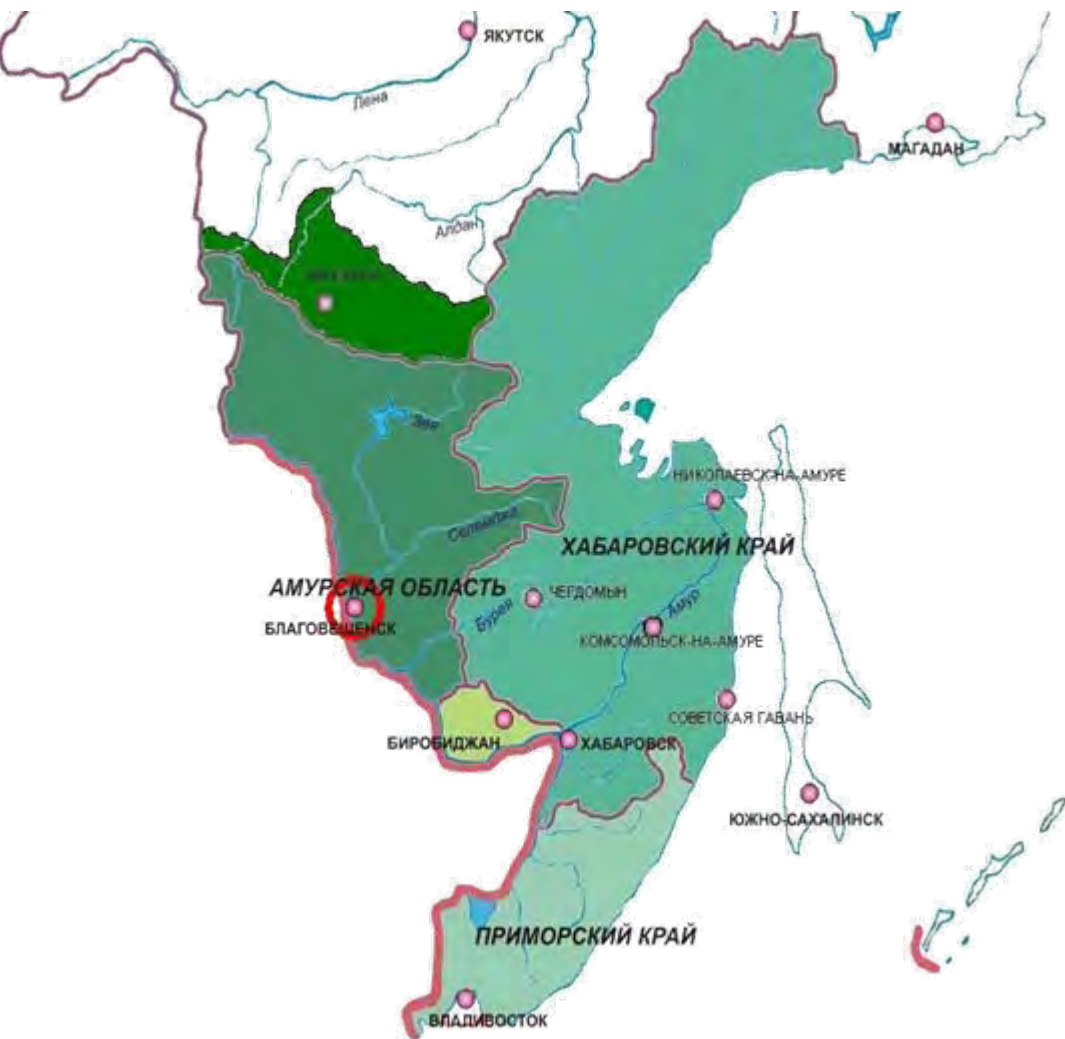 ЯКУТСК
Лена
МАГАДАН
Алдан
Зея
НИКОЛАЕВСК-НА-АМУРЕ
Селемджа
ХАБАРОВСКИЙ КРАЙ
АМУРСКАЯ ОБЛАСТЬ
ЧЕГДОМЫН
Амур
Бурея
БЛАГОВЕЩЕНСК
КОМСОМОЛЬСК-НА-АМУРЕ
СОВЕТСКАЯ ГАВАНЬ
БИРОБИДЖАН
ХАБАРОВСК
ЮЖНО-САХАЛИНСК
ПРИМОРСКИЙ КРАЙ
ВЛАДИВОСТОК